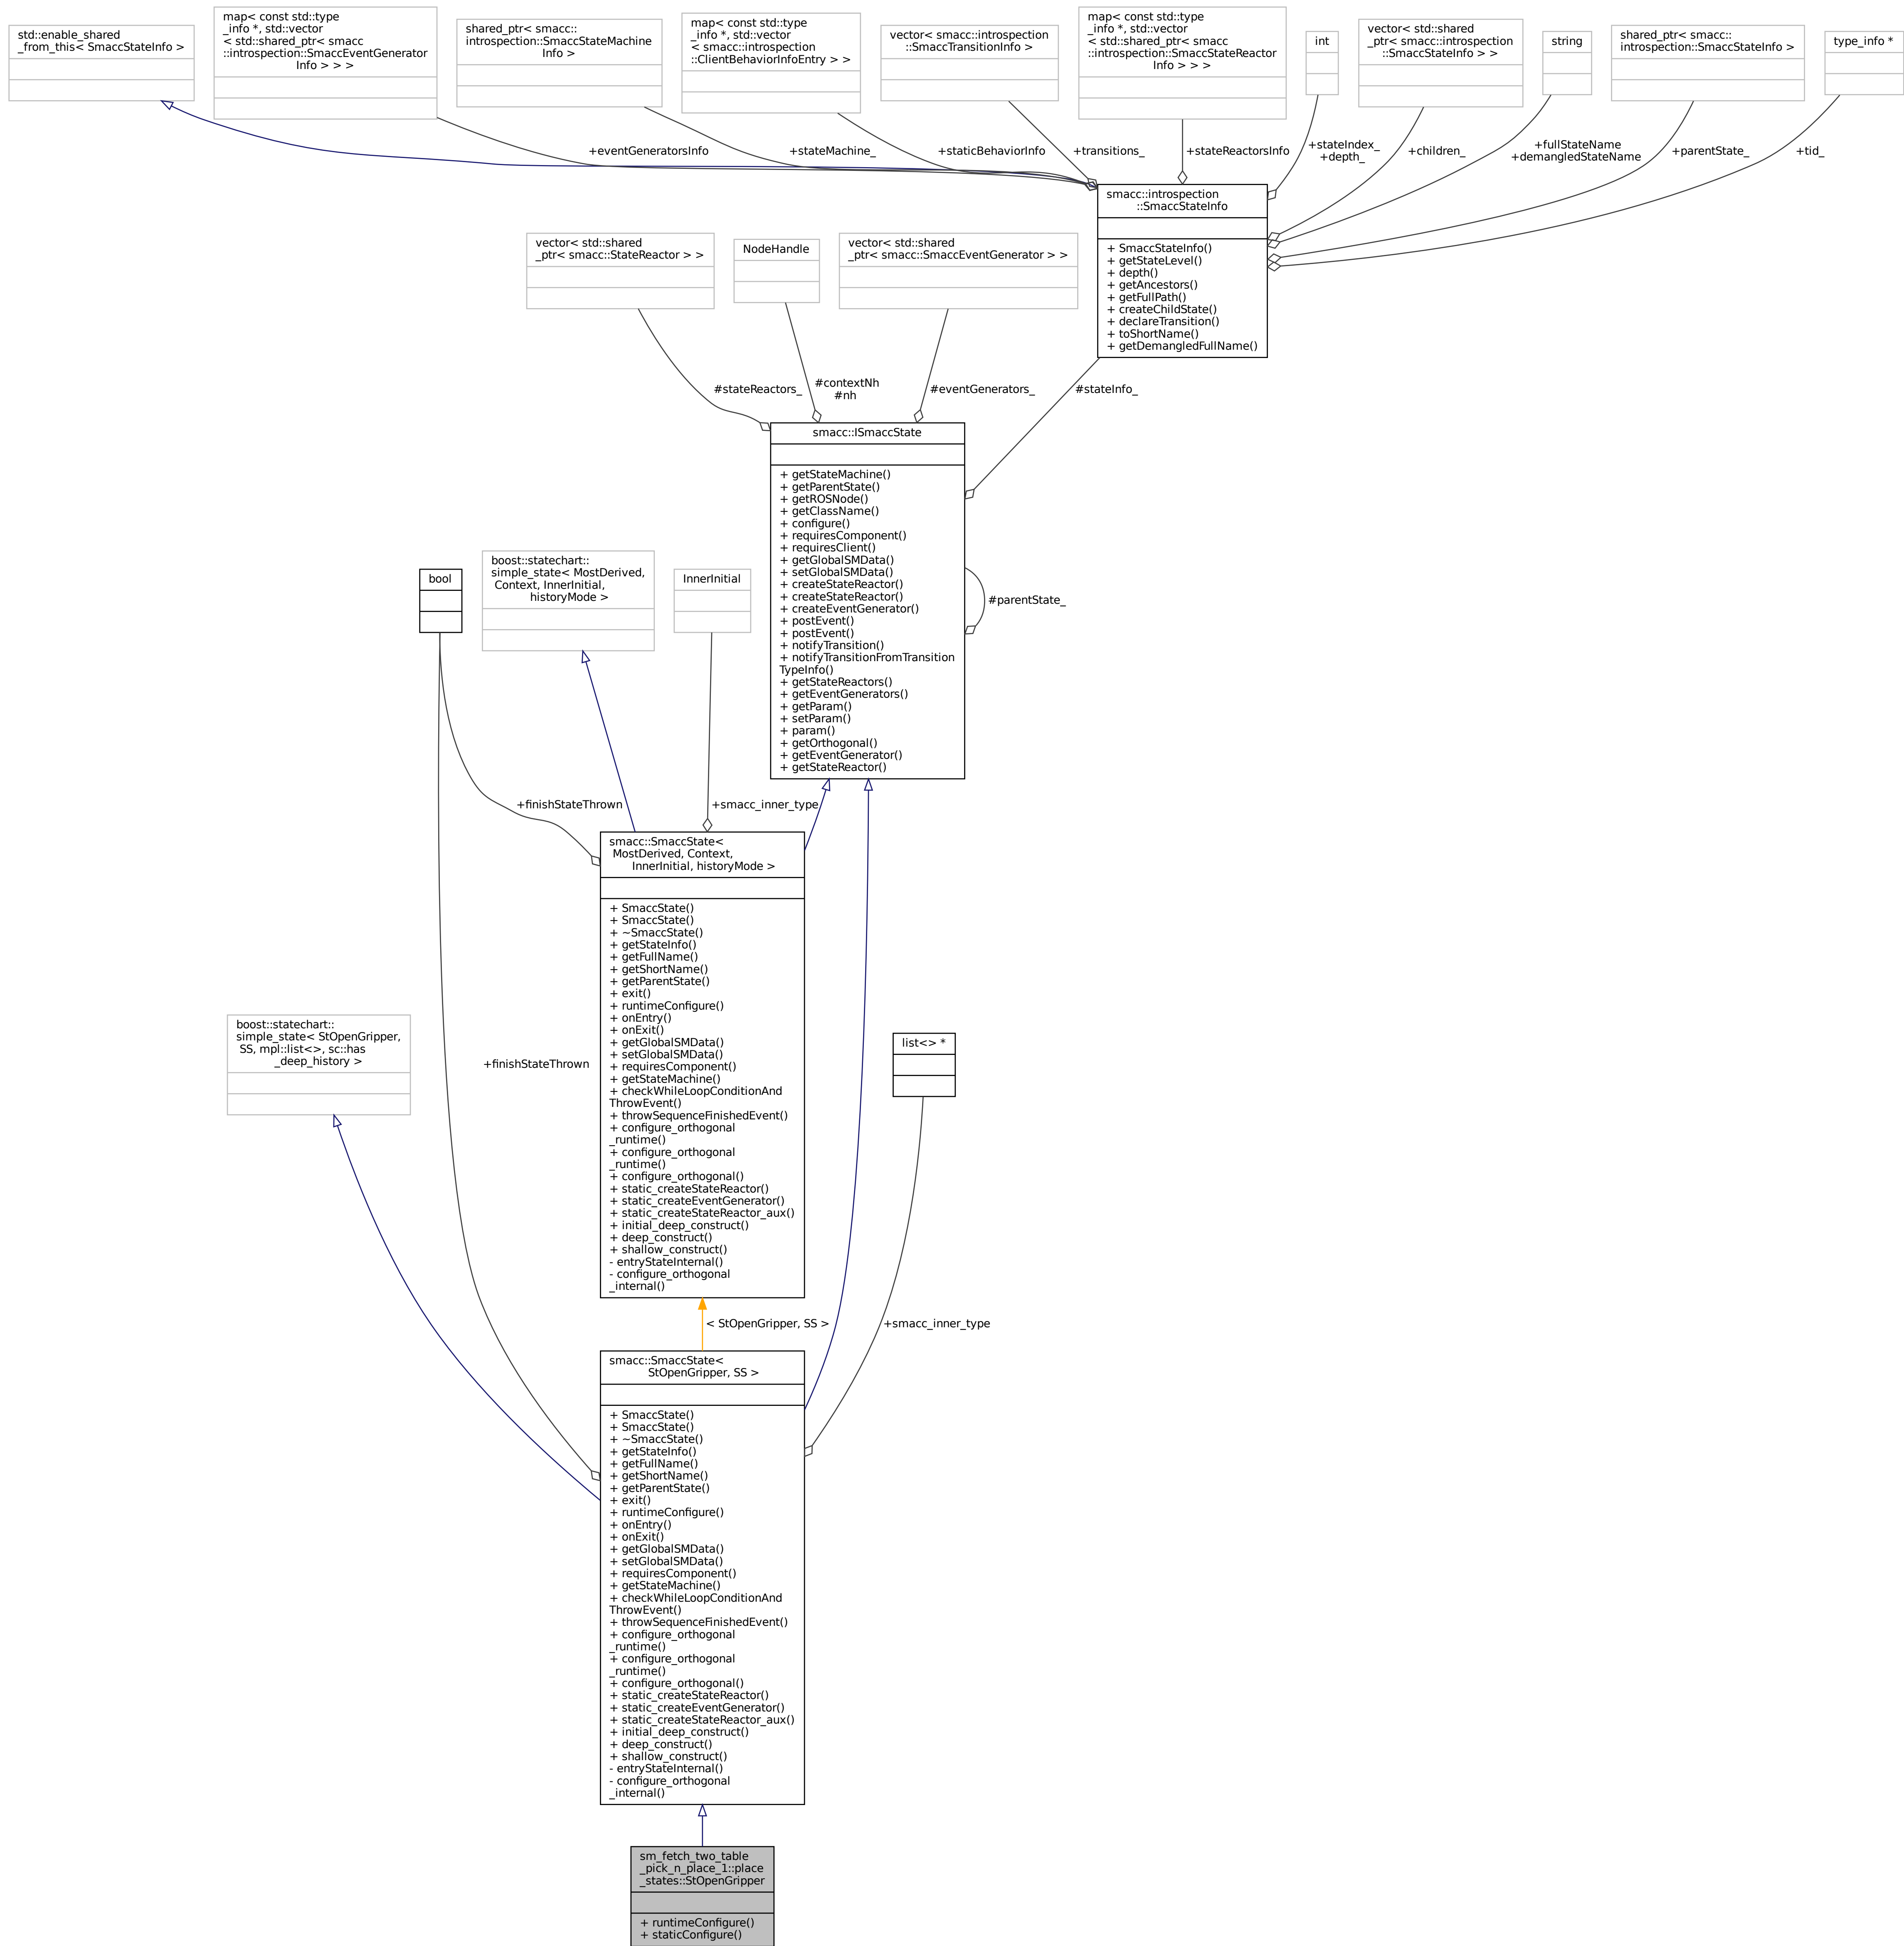 std::enable_shared
_from_this< SmaccStateInfo >
map< const std::type
_info *, std::vector
< std::shared_ptr< smacc
::introspection::SmaccEventGenerator
Info > > >
shared_ptr< smacc::
introspection::SmaccStateMachine
Info >
map< const std::type
_info *, std::vector
< smacc::introspection
::ClientBehaviorInfoEntry > >
vector< smacc::introspection
::SmaccTransitionInfo >
map< const std::type
_info *, std::vector
< std::shared_ptr< smacc
::introspection::SmaccStateReactor
Info > > >
int
vector< std::shared
_ptr< smacc::introspection
::SmaccStateInfo > >
string
shared_ptr< smacc::
introspection::SmaccStateInfo >
type_info *
+eventGeneratorsInfo
+stateMachine_
+staticBehaviorInfo
+transitions_
+stateReactorsInfo
+stateIndex_
+depth_
+children_
+fullStateName
+demangledStateName
+parentState_
+tid_
smacc::introspection
::SmaccStateInfo
+ SmaccStateInfo()
+ getStateLevel()
+ depth()
+ getAncestors()
+ getFullPath()
+ createChildState()
+ declareTransition()
+ toShortName()
+ getDemangledFullName()
vector< std::shared
_ptr< smacc::StateReactor > >
NodeHandle
vector< std::shared
_ptr< smacc::SmaccEventGenerator > >
#stateReactors_
#contextNh
#nh
#eventGenerators_
#stateInfo_
smacc::ISmaccState
+ getStateMachine()
+ getParentState()
+ getROSNode()
+ getClassName()
+ configure()
+ requiresComponent()
+ requiresClient()
+ getGlobalSMData()
+ setGlobalSMData()
+ createStateReactor()
+ createStateReactor()
+ createEventGenerator()
+ postEvent()
+ postEvent()
+ notifyTransition()
+ notifyTransitionFromTransition
TypeInfo()
+ getStateReactors()
+ getEventGenerators()
+ getParam()
+ setParam()
+ param()
+ getOrthogonal()
+ getEventGenerator()
+ getStateReactor()
#parentState_
bool
boost::statechart::
simple_state< MostDerived,
Context, InnerInitial,
historyMode >
InnerInitial
+finishStateThrown
+smacc_inner_type
smacc::SmaccState<
MostDerived, Context,
InnerInitial, historyMode >
+ SmaccState()
+ SmaccState()
+ ~SmaccState()
+ getStateInfo()
+ getFullName()
+ getShortName()
+ getParentState()
+ exit()
+ runtimeConfigure()
+ onEntry()
+ onExit()
+ getGlobalSMData()
+ setGlobalSMData()
+ requiresComponent()
+ getStateMachine()
+ checkWhileLoopConditionAnd
ThrowEvent()
+ throwSequenceFinishedEvent()
+ configure_orthogonal
_runtime()
+ configure_orthogonal
_runtime()
+ configure_orthogonal()
+ static_createStateReactor()
+ static_createEventGenerator()
+ static_createStateReactor_aux()
+ initial_deep_construct()
+ deep_construct()
+ shallow_construct()
- entryStateInternal()
- configure_orthogonal
_internal()
boost::statechart::
simple_state< StOpenGripper,
SS, mpl::list<>, sc::has
_deep_history >
+finishStateThrown
list<> *
< StOpenGripper, SS >
+smacc_inner_type
smacc::SmaccState<
StOpenGripper, SS >
+ SmaccState()
+ SmaccState()
+ ~SmaccState()
+ getStateInfo()
+ getFullName()
+ getShortName()
+ getParentState()
+ exit()
+ runtimeConfigure()
+ onEntry()
+ onExit()
+ getGlobalSMData()
+ setGlobalSMData()
+ requiresComponent()
+ getStateMachine()
+ checkWhileLoopConditionAnd
ThrowEvent()
+ throwSequenceFinishedEvent()
+ configure_orthogonal
_runtime()
+ configure_orthogonal
_runtime()
+ configure_orthogonal()
+ static_createStateReactor()
+ static_createEventGenerator()
+ static_createStateReactor_aux()
+ initial_deep_construct()
+ deep_construct()
+ shallow_construct()
- entryStateInternal()
- configure_orthogonal
_internal()
sm_fetch_two_table
_pick_n_place_1::place
_states::StOpenGripper
+ runtimeConfigure()
+ staticConfigure()